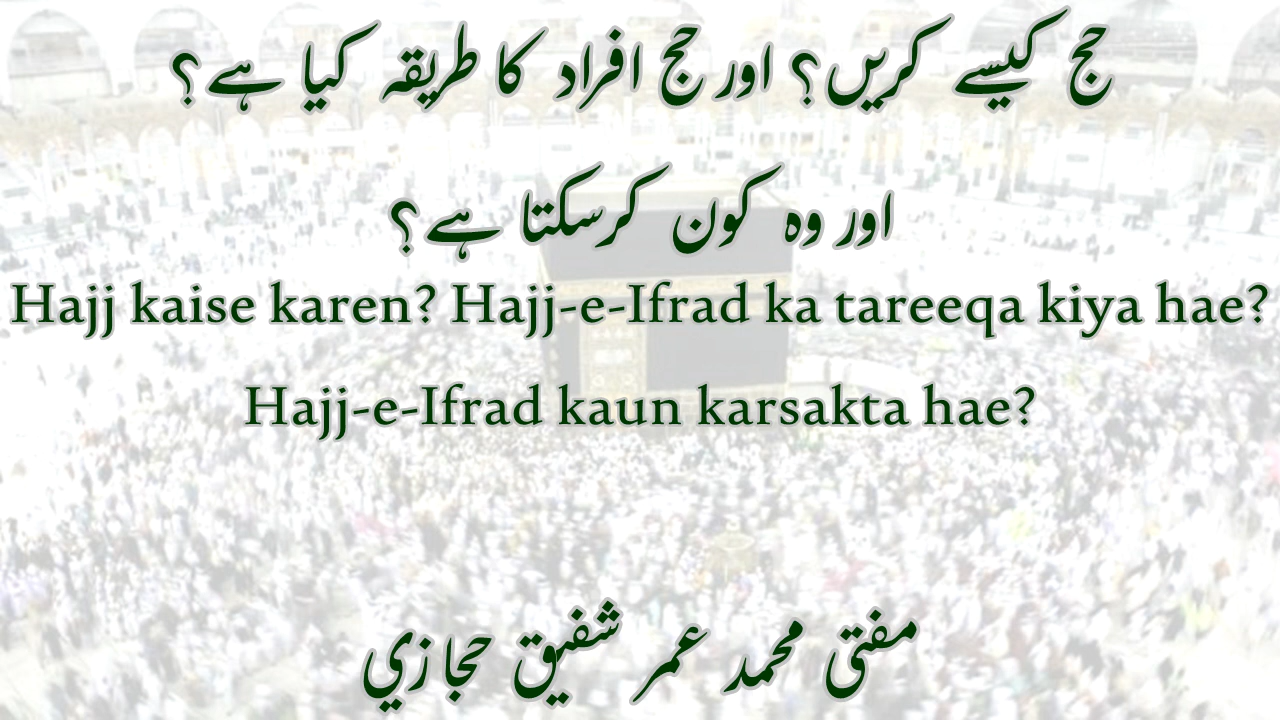 حج کیسے کریں؟ اور حج افراد کا طریقہ کیا ہے؟
اور وہ کون کرسکتا ہے؟
Hajj kaise karen? Hajj-e-Ifrad ka tareeqa kiya hae?
Hajj-e-Ifrad kaun karsakta hae?
مفتی محمد عمر شفیق حجازي